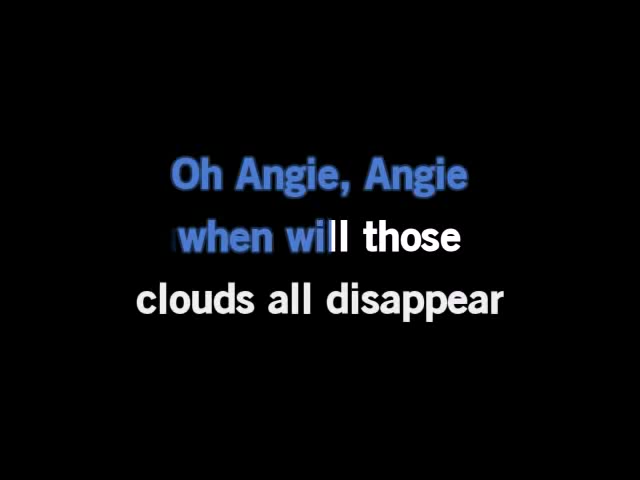 Oh Angie, Angie
when will those
clouds all disappear